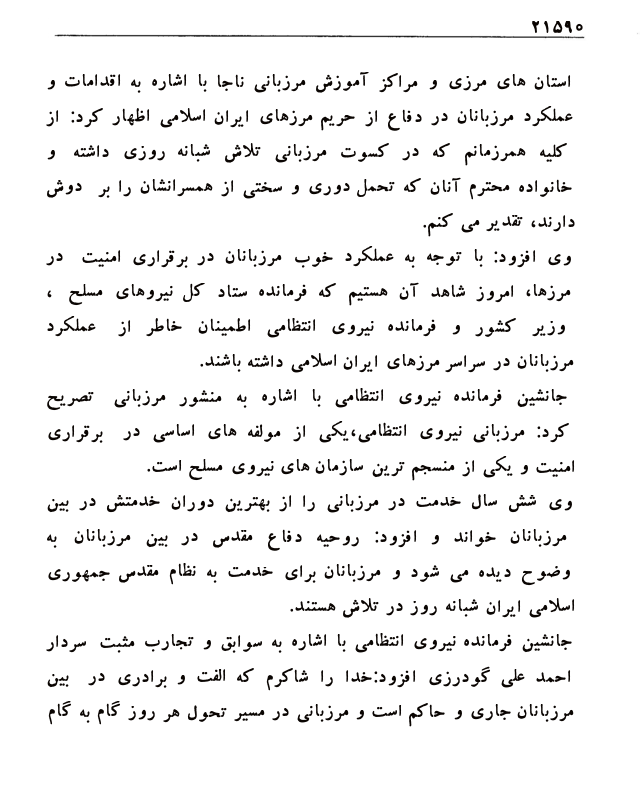 ۲۱۵۹۰
استان های مرزی و مراکز آموزش مرزبانی ناجا با اشاره به اقدامات و
عملکرد مرزبانان در دفاع از حریم مرزهای ایران اسلامی اظهار کرد: از
کلیه همرزمانم که در کسوت مرزبانی تلاش شبانه روزی داشته و
خانواده محترم آنان که تحمل دوری و سختی از همسرانشان را بر دوش
دارند، تقدیر می کنم.
وی افزود: با توجه به عملکرد خوب مرزبانان در برقراری امنیت در
مرزها، امروز شاهد آن هستیم که فرمانده ستاد کل نیروهای مسلح ،
وزیر کشور و فرمانده نیروی انتظامی اطمینان خاطر از عملکرد
مرزبانان در سراسر مرزهای ایران اسلامی داشته باشند.
جانشین فرمانده نیروی انتظامی با اشاره به منشور مرزبانی تصریح
کرد: مرزبانی نیروی انتظامی،یکی از مولفه های اساسی در برقراری
امنیت و یکی از منسجم ترین سازمان های نیروی مسلح است.
وی شش سال خدمت در مرزبانی را از بهترین دوران خدمتش در بین
مرزبانان خواند و افزود: روحیه دفاع مقدس در بین مرزبانان به
وضوح دیده می شود و مرزبانان برای خدمت به نظام مقدس جمهوری
اسلامی ایران شبانه روز در تلاش هستند.
جانشین فرمانده نیروی انتظامی با اشاره به سوابق و تجارب مثبت سردار
احمد علی گودرزی افزود:خدا را شاکرم که الفت و برادری در بین
مرزبانان جاری و حاکم است و مرزبانی در مسیر تحول هر روز گام به گام